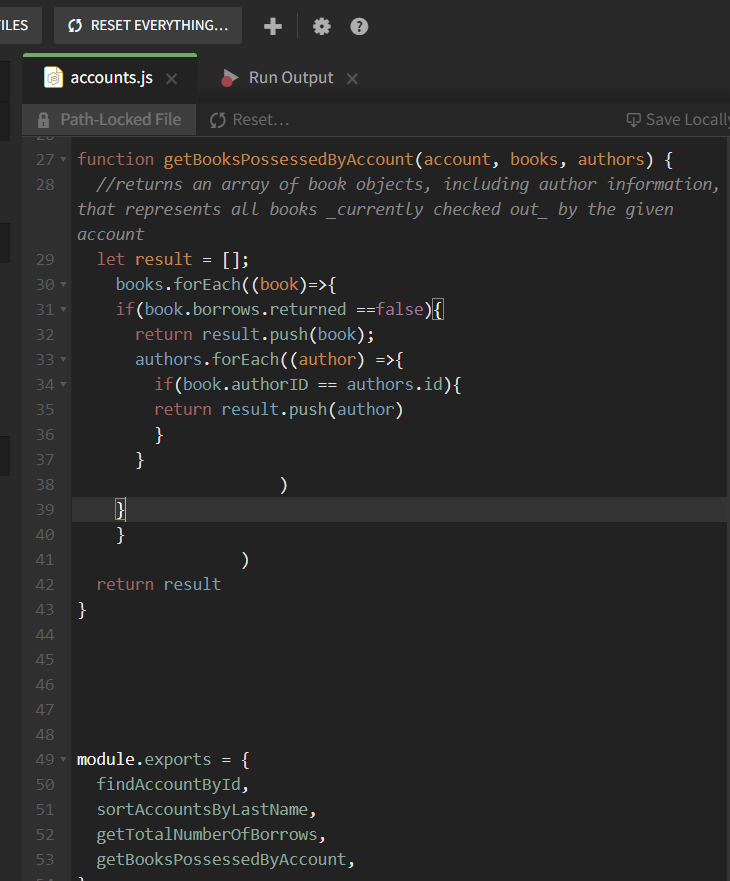 ILES
RESET EVERYTHING...
accounts.js
Run Output
Path-Locked File
Reset...
Save Locally
27 function getBooksPossessedByAccount(account, books, authors) {
28 //returns an array of book objects, including author information,
that represents all books _currently checked out_ by the given
account
29 let result = [];
30 books.forEach((book)=>{
31 if(book.borrows.returned ==false){
32 return result.push(book);
33 authors.forEach((author) =>{
34 if(book.authorID == authors.id){
35 return result.push(author)
36 }
37 }
38 )
39 }
40 }
41 )
42 return result
43 }
44
45
46
47
48
49 module.exports = {
50 findAccountById,
51 sortAccountsByLastName,
52 getTotalNumberOfBorrows,
53 getBooksPossessedByAccount,